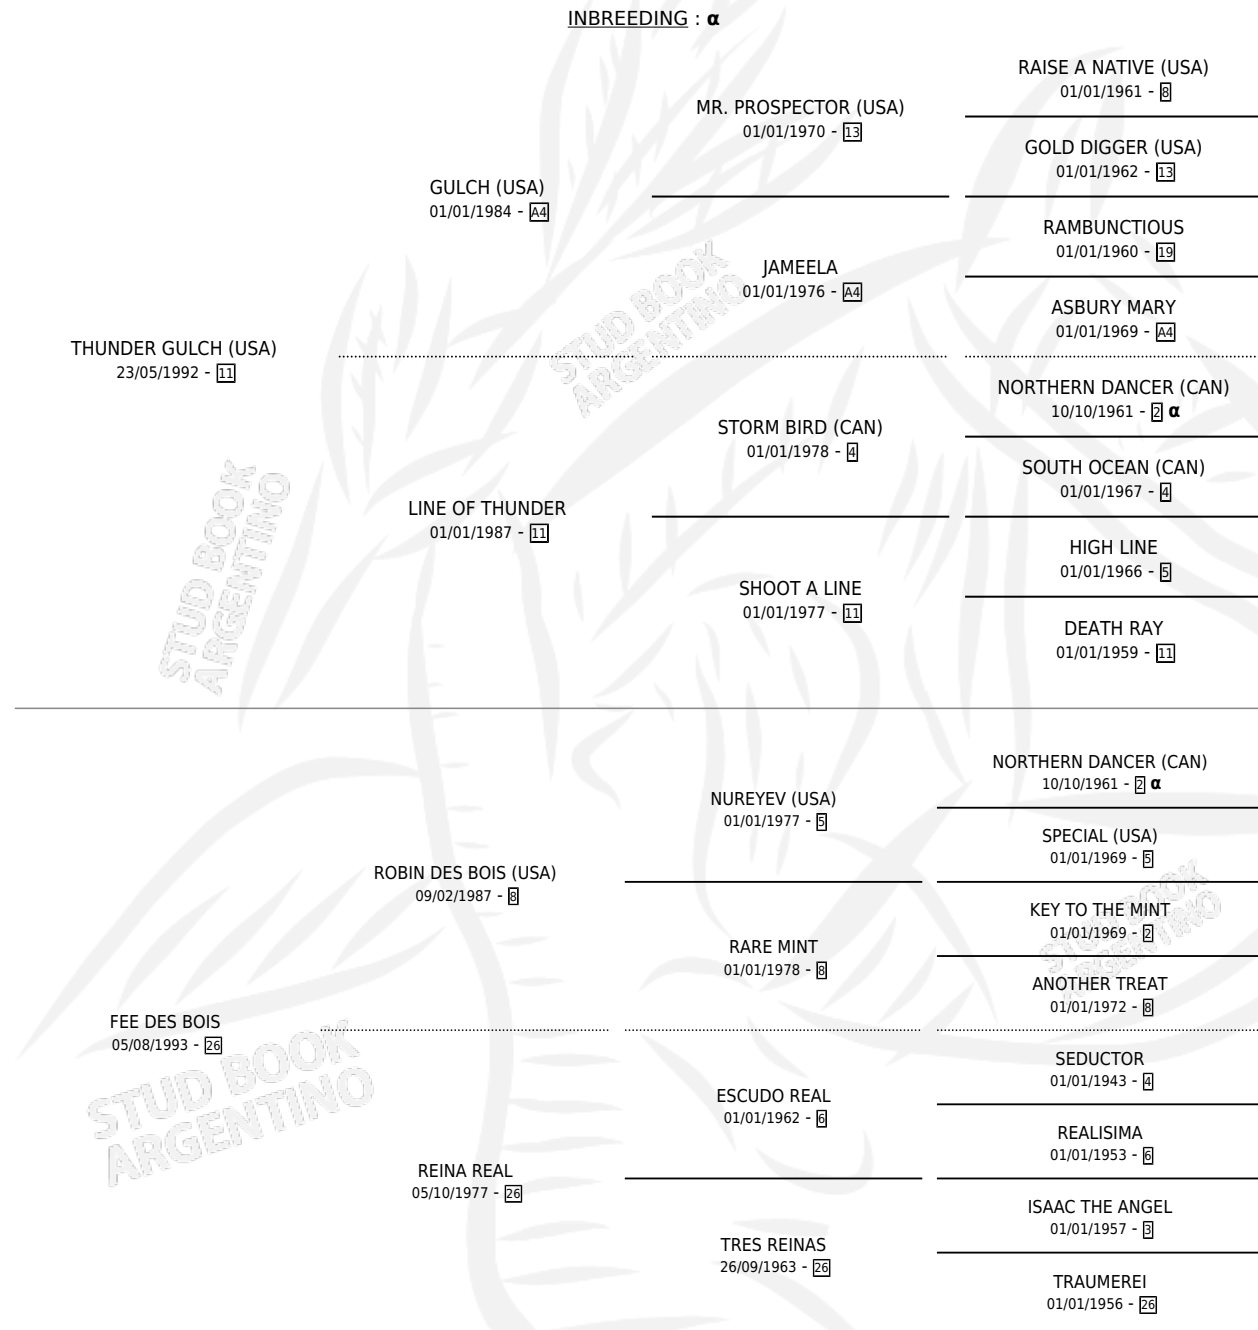 INBREEDING : α
RAISE A NATIVE (USA)
01/01/1961 - 8
MR. PROSPECTOR (USA)
01/01/1970 - 13
GOLD DIGGER (USA)
01/01/1962 - 13
GULCH (USA)
01/01/1984 - A4
RAMBUNCTIOUS
01/01/1960 - 19
JAMEELA
01/01/1976 - A4
ASBURY MARY
01/01/1969 - A4
THUNDER GULCH (USA)
23/05/1992 - 11
NORTHERN DANCER (CAN)
10/10/1961 - 2 α
STORM BIRD (CAN)
01/01/1978 - 4
SOUTH OCEAN (CAN)
01/01/1967 - 4
LINE OF THUNDER
01/01/1987 - 11
HIGH LINE
01/01/1966 - 5
SHOOT A LINE
01/01/1977 - 11
DEATH RAY
01/01/1959 - 11
NORTHERN DANCER (CAN)
10/10/1961 - 2 α
NUREYEV (USA)
01/01/1977 - 5
SPECIAL (USA)
01/01/1969 - 5
ROBIN DES BOIS (USA)
09/02/1987 - 8
KEY TO THE MINT
01/01/1969 - 2
RARE MINT
01/01/1978 - 8
ANOTHER TREAT
01/01/1972 - 8
FEE DES BOIS
05/08/1993 - 26
SEDUCTOR
01/01/1943 - 4
ESCUDO REAL
01/01/1962 - 6
REALISIMA
01/01/1953 - 6
REINA REAL
05/10/1977 - 26
ISAAC THE ANGEL
01/01/1957 - 3
TRES REINAS
26/09/1963 - 26
TRAUMEREI
01/01/1956 - 26
STUD BOOK
ARGENTINO
STUD BOOK
ARGENTINO
STUD BOOK
ARGENTINO
STUD BOOK
ARGENTINO